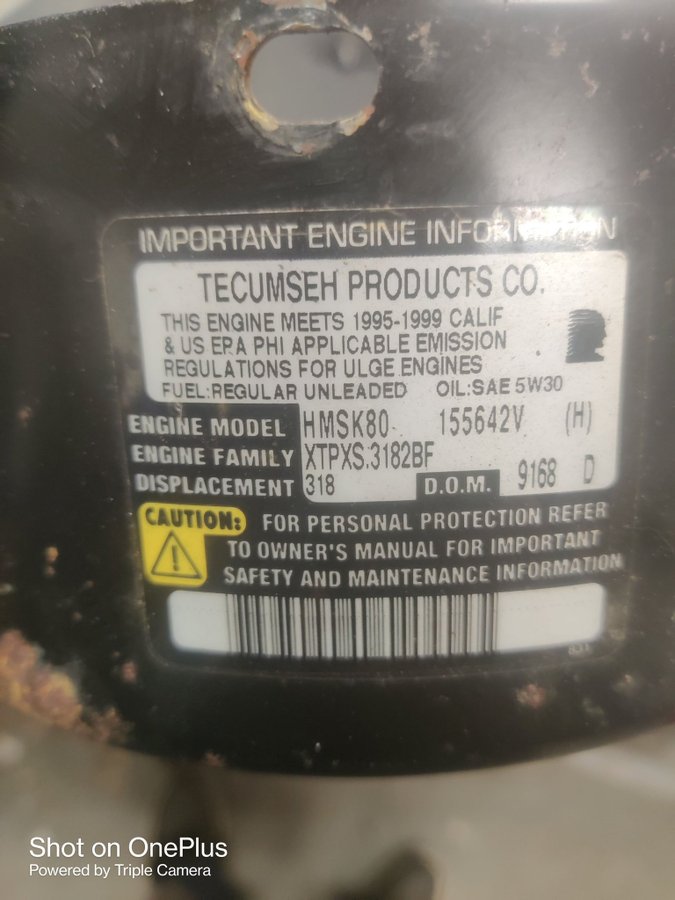 IMPORTANT ENGINE INFORMATION
TECUMSEH PRODUCTS CO.
THIS ENGINE MEETS 1995-1999 CALIF
& US EPA PHI APPLICABLE EMISSION
REGULATIONS FOR ULGE ENGINES
FUEL:REGULAR UNLEADED OIL:SAE 5W30
ENGINE MODEL HMSK80 155642V (H)
ENGINE FAMILY XTPXS.3182BF
DISPLACEMENT 318 D.O.M. 9168 D
CAUTION: FOR PERSONAL PROTECTION REFER
TO OWNER'S MANUAL FOR IMPORTANT
SAFETY AND MAINTENANCE INFORMATION
Shot on OnePlus
Powered by Triple Camera